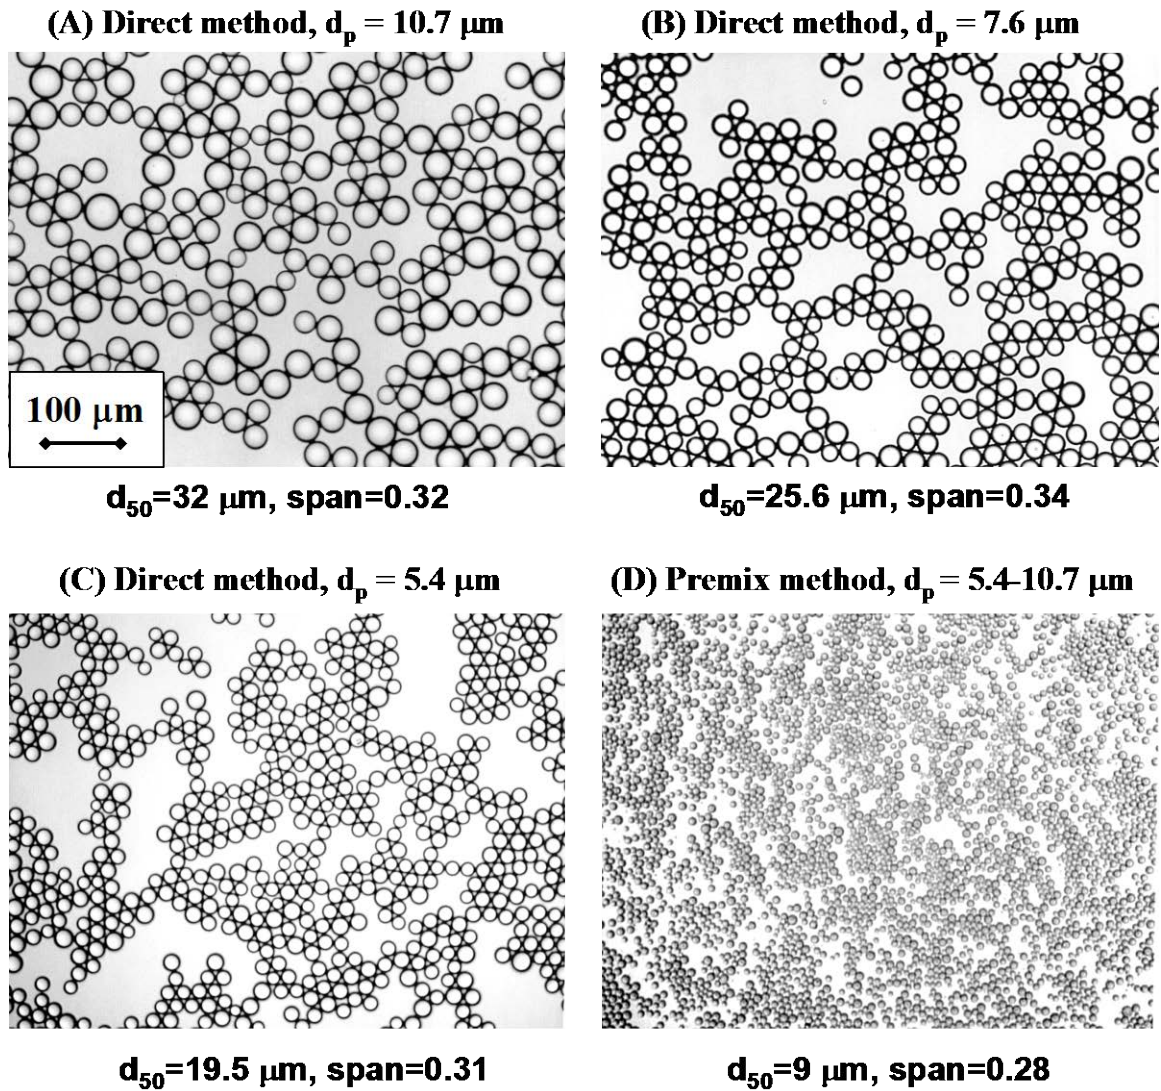 (A) Direct method, dp = 10.7 μm
(B) Direct method, dp = 7.6 μm
100 μm
d50=32 μm, span=0.32
d50=25.6 μm, span=0.34
(C) Direct method, dp = 5.4 μm
(D) Premix method, dp = 5.4–10.7 μm
d50=19.5 μm, span=0.31
d50=9 μm, span=0.28